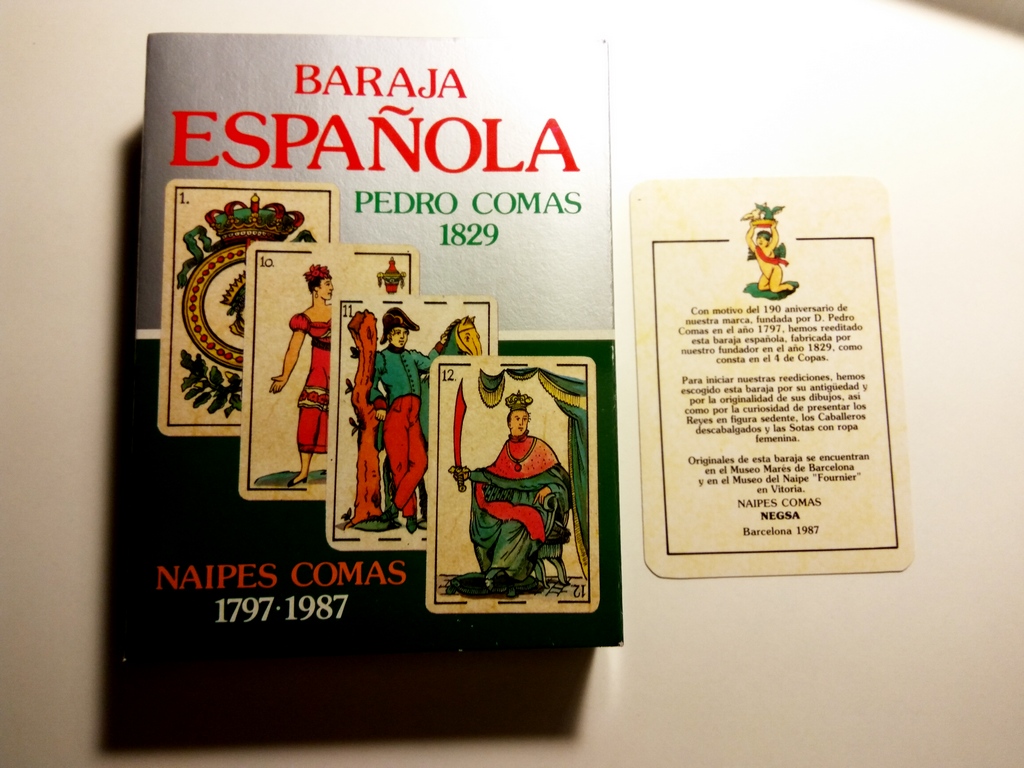 BARAJA
ESPAÑOLA
PEDRO COMAS
1829
1.
10.
11.
12.
12
NAIPES COMAS
1797·1987
Con motivo del 190 aniversario de
nuestra marca, fundada por D. Pedro
Comas en el año 1797, hemos reeditado
esta baraja española, fabricada por
nuestro fundador en el año 1829, como
consta en el 4 de Copas.
Para iniciar nuestras reediciones, hemos
escogido esta baraja por su antigüedad y
por la originalidad de sus dibujos, así
como por la curiosidad de presentar los
Reyes en figura sedente, los Caballeros
descabalgados y las Sotas con ropa
femenina.
Originales de esta baraja se encuentran
en el Museo Marés de Barcelona
y en el Museo del Naipe "Fournier"
en Vitoria.
NAIPES COMAS
NEGSA
Barcelona 1987